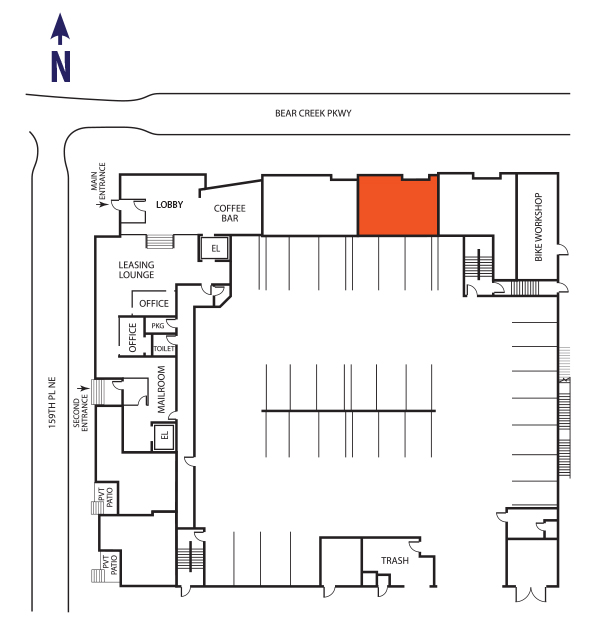 N
BEAR CREEK PKWY
MAIN
ENTRANCE
LOBBY
COFFEE
BAR
BIKE WORKSHOP
EL
LEASING
LOUNGE
OFFICE
OFFICE
PKG
TOILET
MAILROOM
159TH PL NE
SECOND
ENTRANCE
EL
PVT
PATIO
PVT
PATIO
TRASH